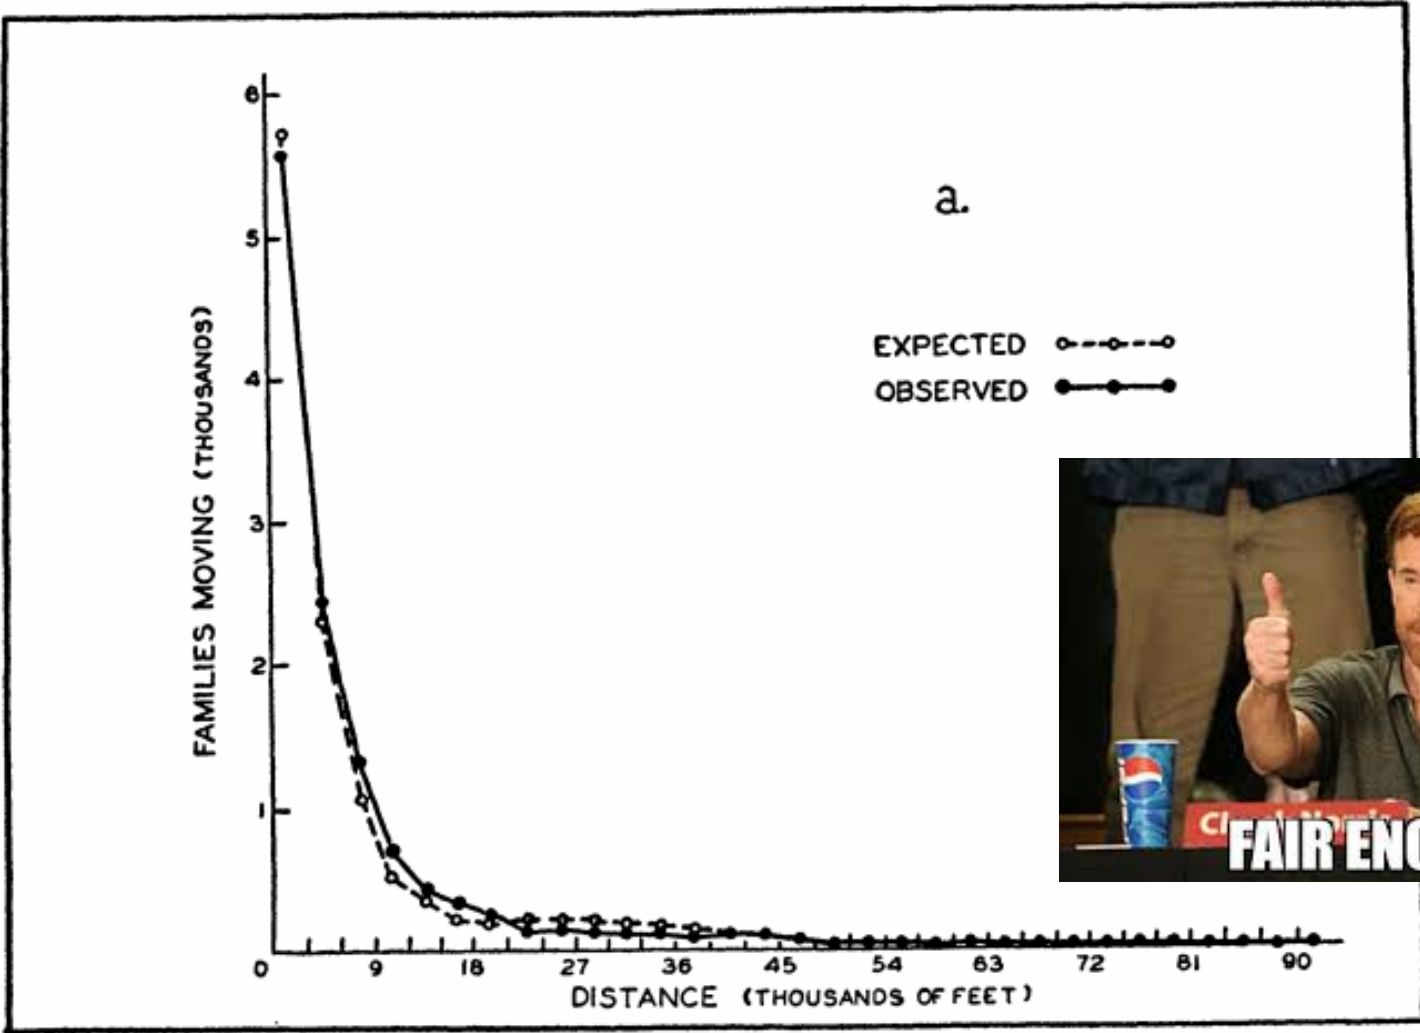 6
5
4
3
2
1
FAMILIES MOVING (THOUSANDS)
a.
EXPECTED
OBSERVED
0 9 18 27 36 45 54 63 72 81 90
DISTANCE (THOUSANDS OF FEET)
FAIR